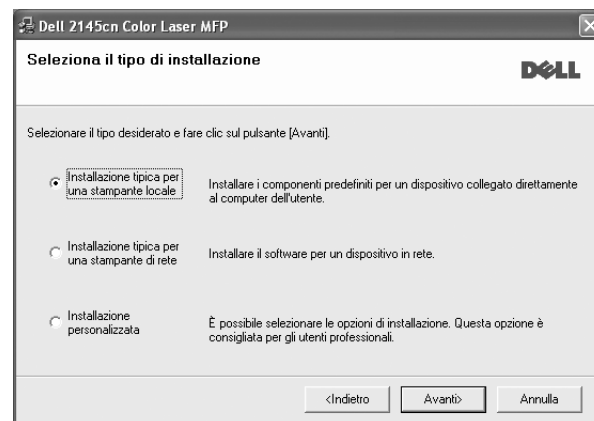 Dell 2145cn Color Laser MFP
Seleziona il tipo di installazione
DELL
Selezionare il tipo desiderato e fare clic sul pulsante [Avanti].
Installazione tipica per
una stampante locale
Installare i componenti predefiniti per un dispositivo collegato direttamente
al computer dell'utente.
Installazione tipica per
una stampante di rete
Installare il software per un dispositivo in rete.
Installazione
personalizzata
È possibile selezionare le opzioni di installazione. Questa opzione è
consigliata per gli utenti professionali.
<Indietro
Avanti>
Annulla